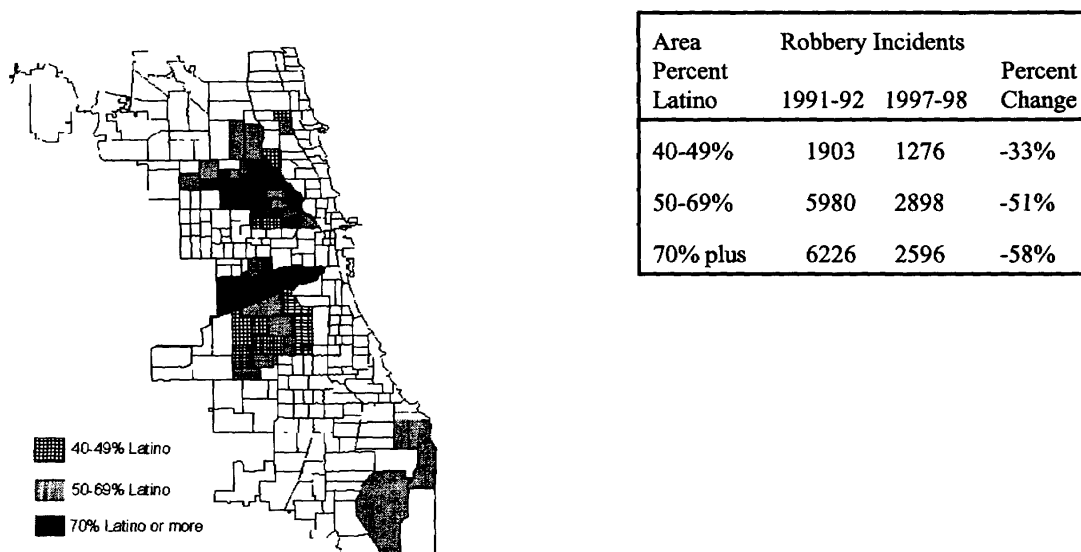 40-49% Latino
50-69% Latino
70% Latino or more
Area Robbery Incidents
Percent Percent
Latino 1991-92 1997-98 Change
40-49% 1903 1276 -33%
50-69% 5980 2898 -51%
70% plus 6226 2596 -58%